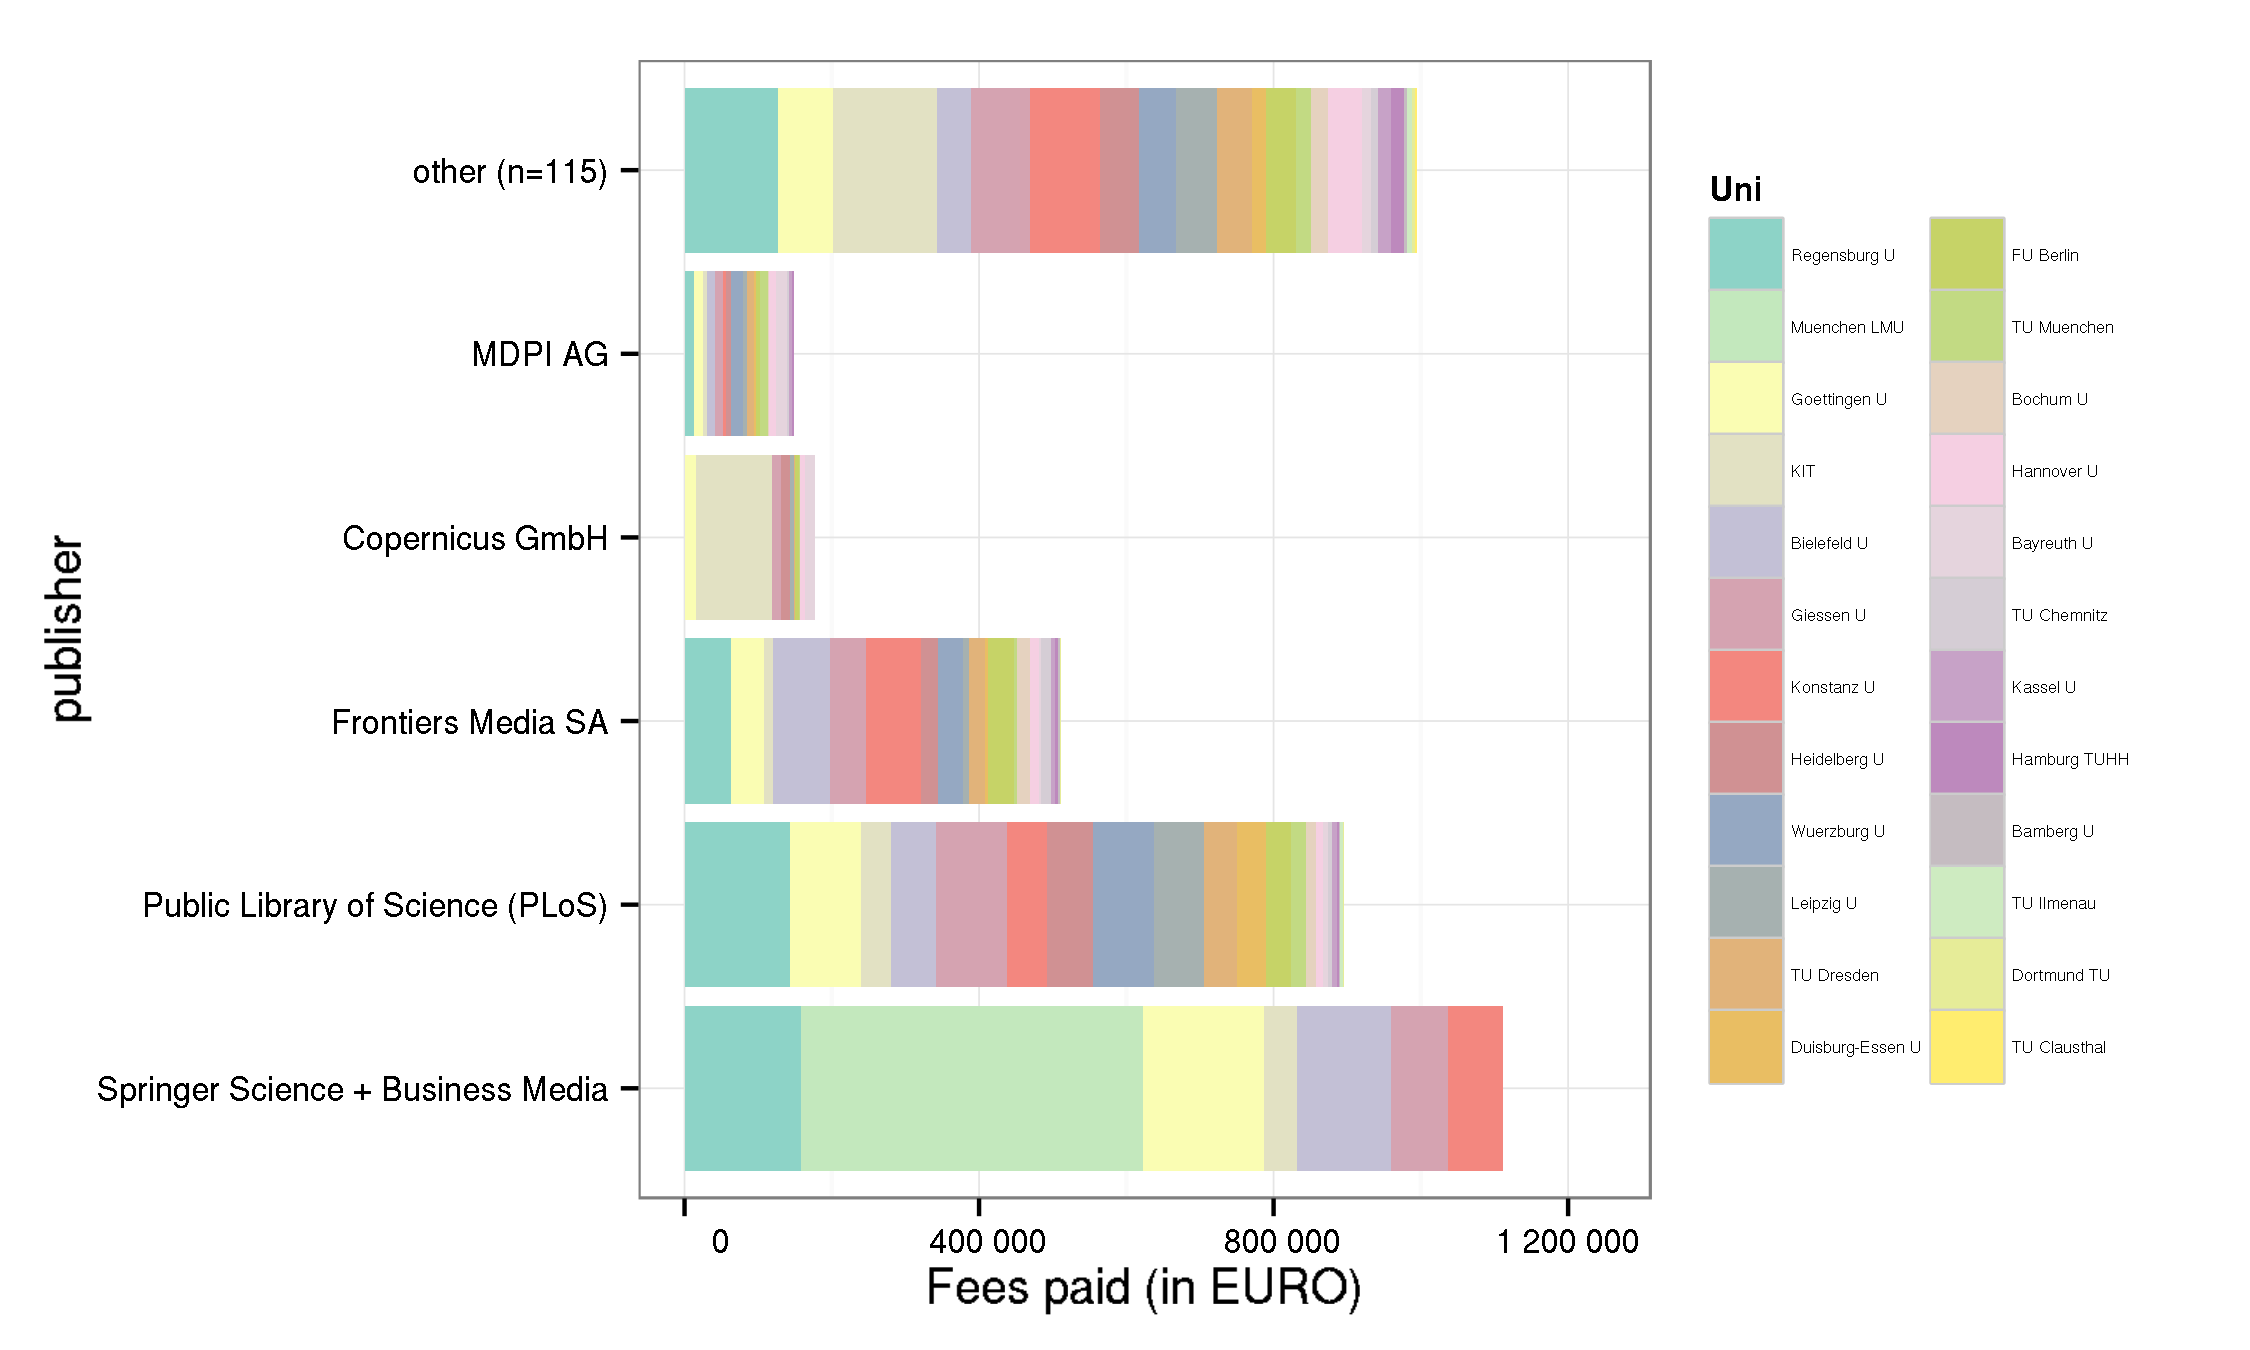 publisher
other (n=115)
MDPI AG
Copernicus GmbH
Frontiers Media SA
Public Library of Science (PLoS)
Springer Science + Business Media
0
400 000
800 000
1 200 000
Fees paid (in EURO)
Uni
Regensburg U
Muenchen LMU
Goettingen U
KIT
Bielefeld U
Giessen U
Konstanz U
Heidelberg U
Wuerzburg U
Leipzig U
TU Dresden
Duisburg-Essen U
FU Berlin
TU Muenchen
Bochum U
Hannover U
Bayreuth U
TU Chemnitz
Kassel U
Hamburg TUHH
Bamberg U
TU Ilmenau
Dortmund TU
TU Clausthal